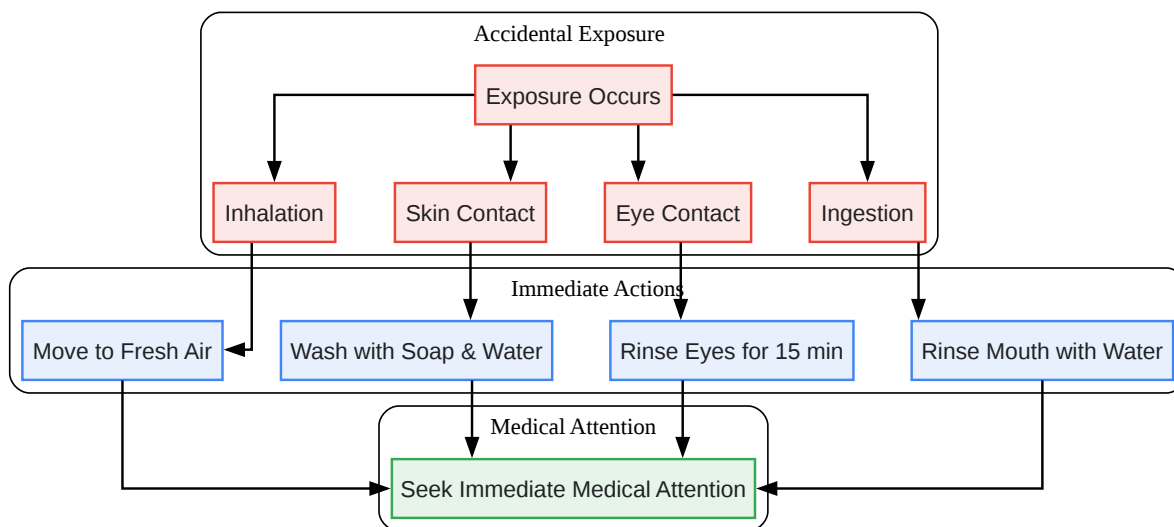 Accidental Exposure
Exposure Occurs
Inhalation
Skin Contact
Eye Contact
Ingestion
Immediate Actions
Move to Fresh Air
Wash with Soap & Water
Rinse Eyes for 15 min
Rinse Mouth with Water
Medical Attention
Seek Immediate Medical Attention